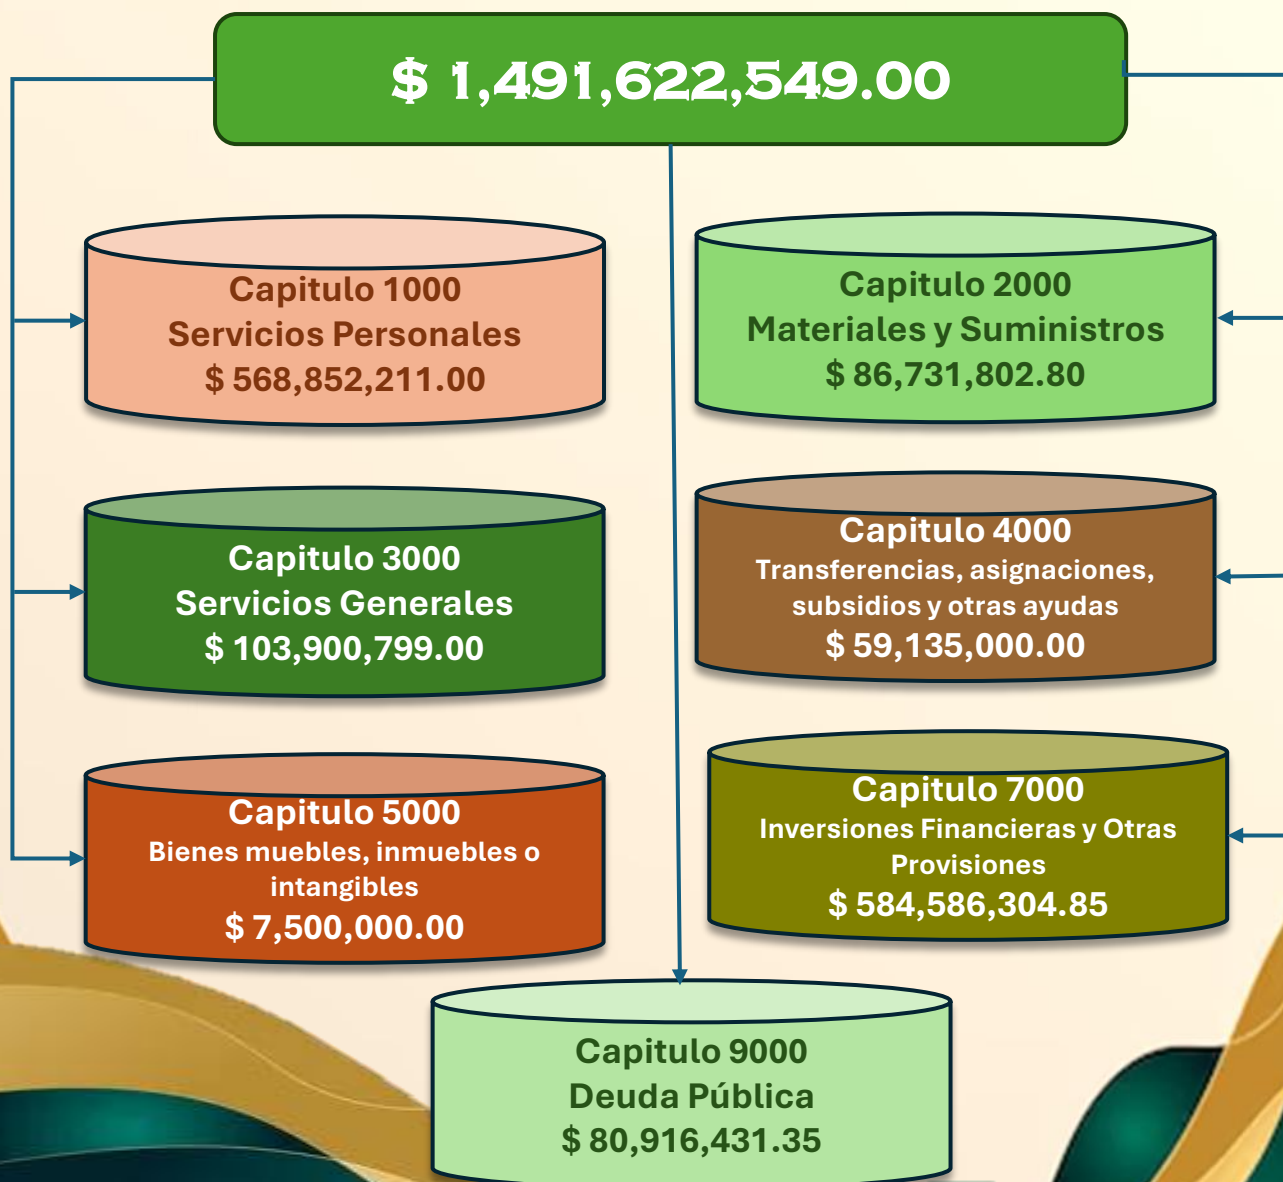 $ 1,491,622,549.00
Capitulo 1000
Servicios Personales
$ 568,852,211.00
Capitulo 2000
Materiales y Suministros
$ 86,731,802.80
Capitulo 3000
Servicios Generales
$ 103,900,799.00
Capitulo 4000
Transferencias, asignaciones,
subsidios y otras ayudas
$ 59,135,000.00
Capitulo 5000
Bienes muebles, inmuebles o
intangibles
$ 7,500,000.00
Capitulo 7000
Inversiones Financieras y Otras
Provisiones
$ 584,586,304.85
Capitulo 9000
Deuda Pública
$ 80,916,431.35